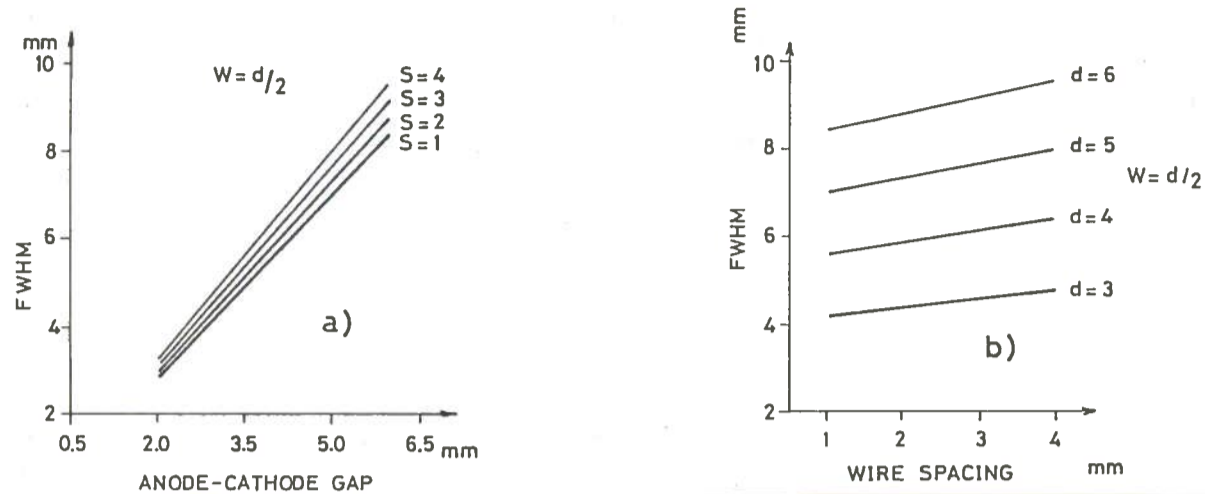 mm
10
8
6
4
2
FWHM
W=d/2
S=4
S=3
S=2
S=1
a)
0.5 2.0 3.5 5.0 6.5 mm
ANODE-CATHODE GAP
mm
10
8
6
4
2
FWHM
d=6
d=5
W=d/2
d=4
d=3
b)
1 2 3 4
WIRE SPACING mm